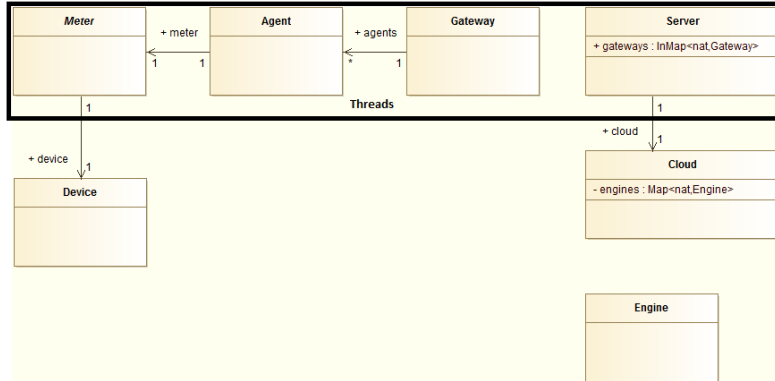 Meter
Agent
Gateway
Server
+ gateways : InMap<nat,Gateway>
+ meter
+ agents
1
1
*
1
Threads
1
1
+ device
1
+ cloud
1
Device
Cloud
- engines : Map<nat,Engine>
Engine